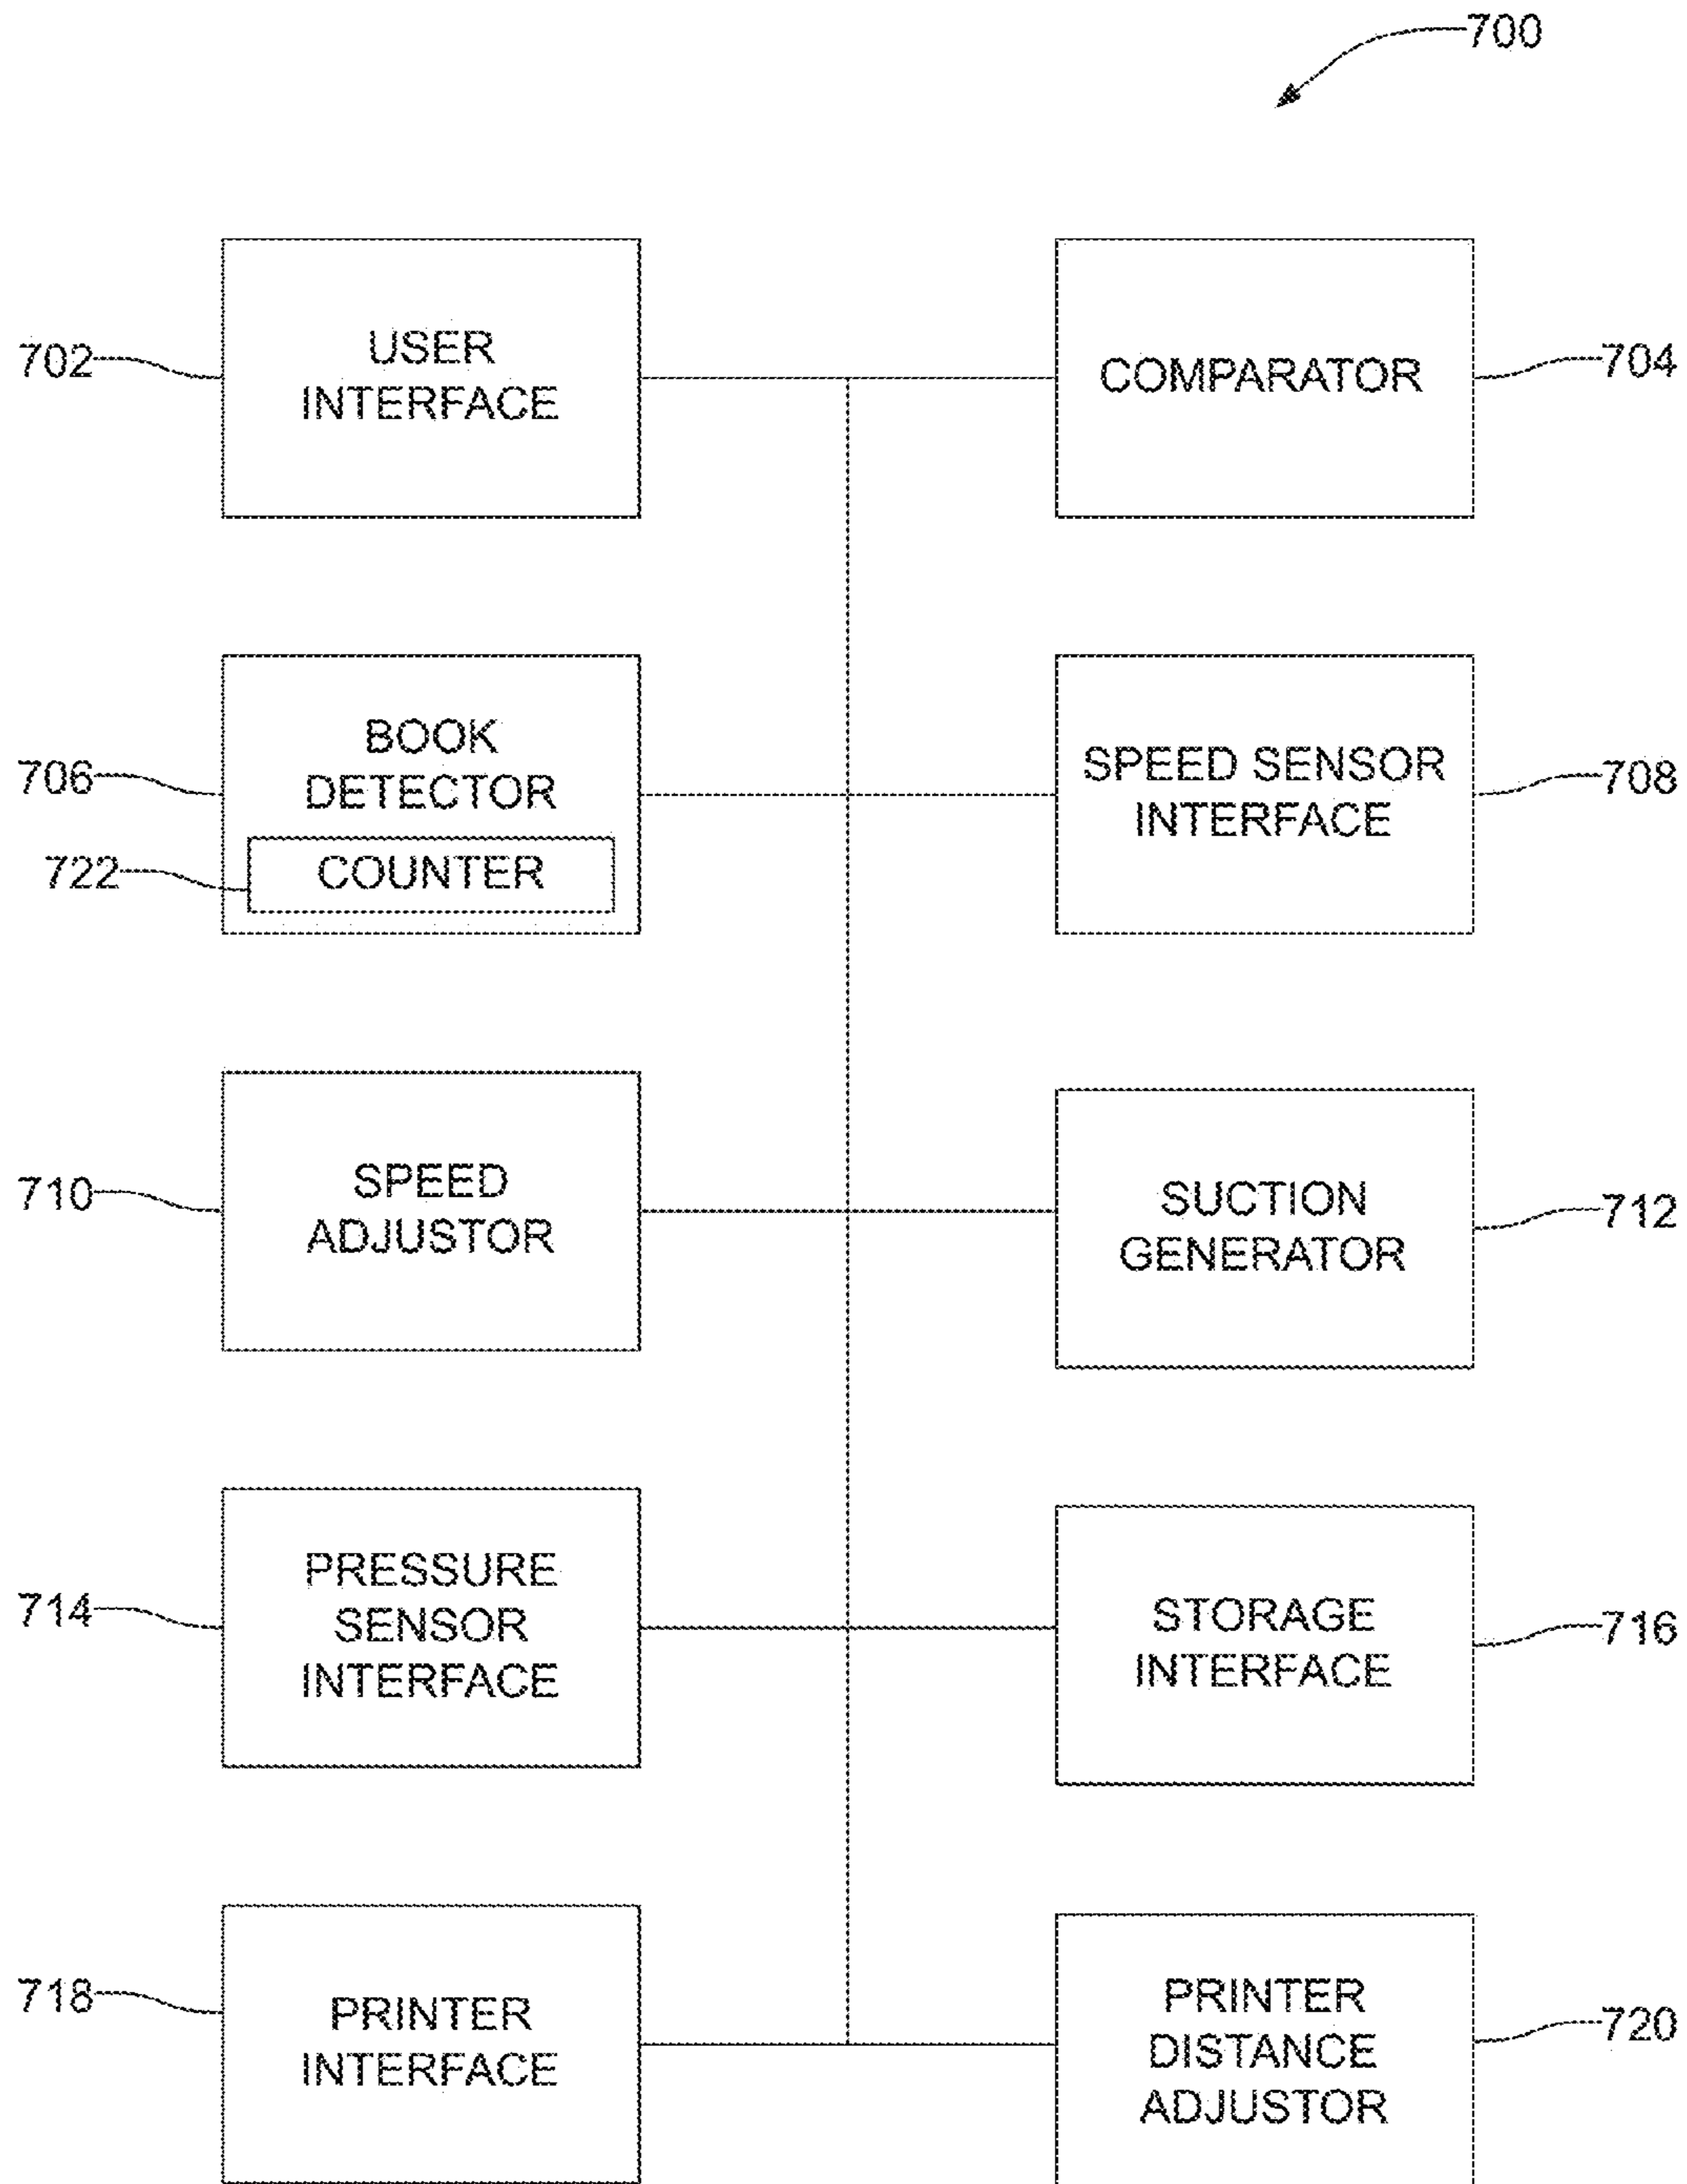 700
702
USER
INTERFACE
COMPARATOR
704
706
BOOK
DETECTOR
722
COUNTER
SPEED SENSOR
INTERFACE
708
710
SPEED
ADJUSTOR
SUCTION
GENERATOR
712
714
PRESSURE
SENSOR
INTERFACE
STORAGE
INTERFACE
716
718
PRINTER
INTERFACE
PRINTER
DISTANCE
ADJUSTOR
720